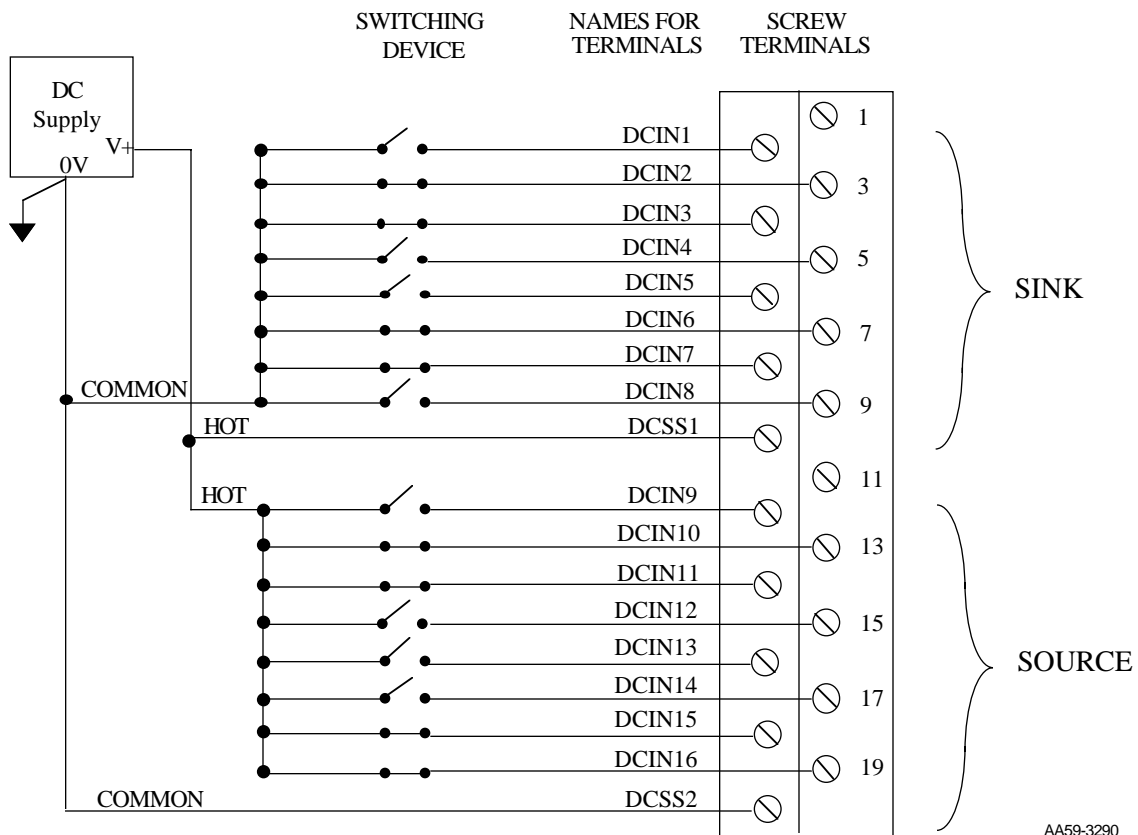 SWITCHING
DEVICE
NAMES FOR
TERMINALS
SCREW
TERMINALS
DC
Supply
V+
0V
DCIN1
1
DCIN2
3
DCIN3
DCIN4
5
DCIN5
SINK
DCIN6
7
DCIN7
COMMON
DCIN8
9
HOT
DCSS1
11
HOT
DCIN9
DCIN10
13
DCIN11
DCIN12
15
DCIN13
SOURCE
DCIN14
17
DCIN15
DCIN16
19
COMMON
DCSS2
AA59-3290